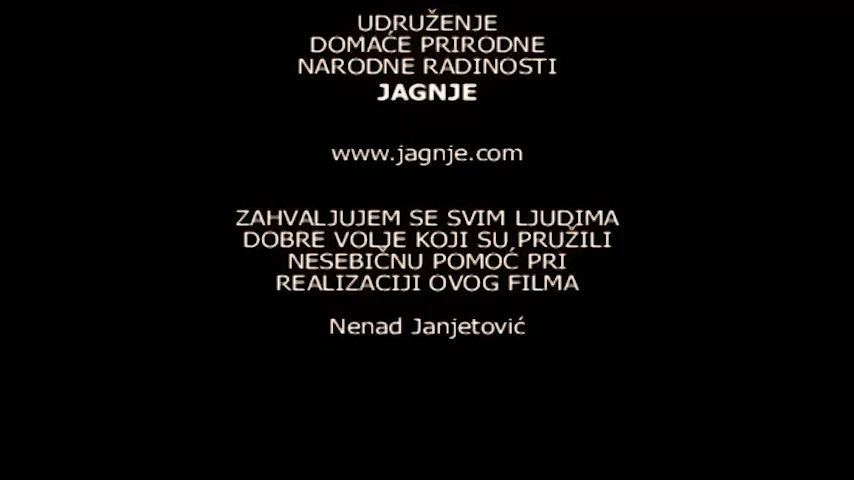 UDRUŽENJE
DOMAĆE PRIRODNE
NARODNE RADINOSTI
JAGNJE
www.jagnje.com
ZAHVALJUJEM SE SVIM LJUDIMA
DOBRE VOLJE KOJI SU PRUŽILI
NESEBIČNU POMOĆ PRI
REALIZACIJI OVOG FILMA
Nenad Janjetović